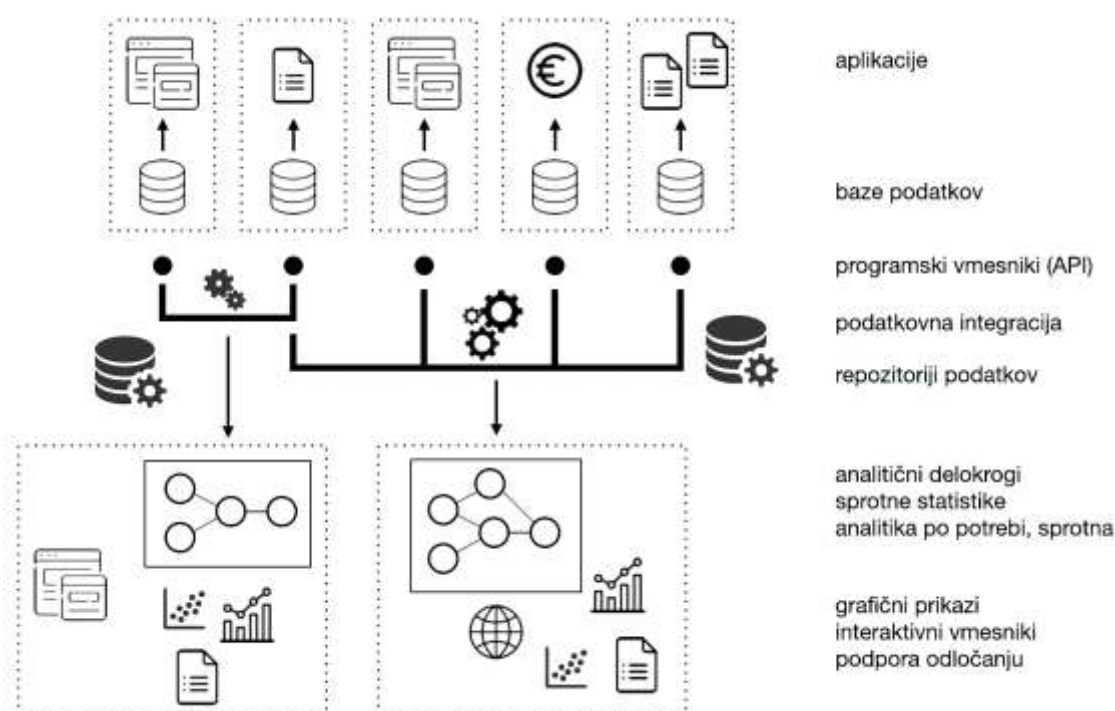 aplikacije
baze podatkov
programski vmesniki (API)
podatkovna integracija
repozitoriji podatkov
analitični delokrogi
sprotne statistike
analitika po potrebi, sprotna
grafični prikazi
interaktivni vmesniki
podpora odločanju